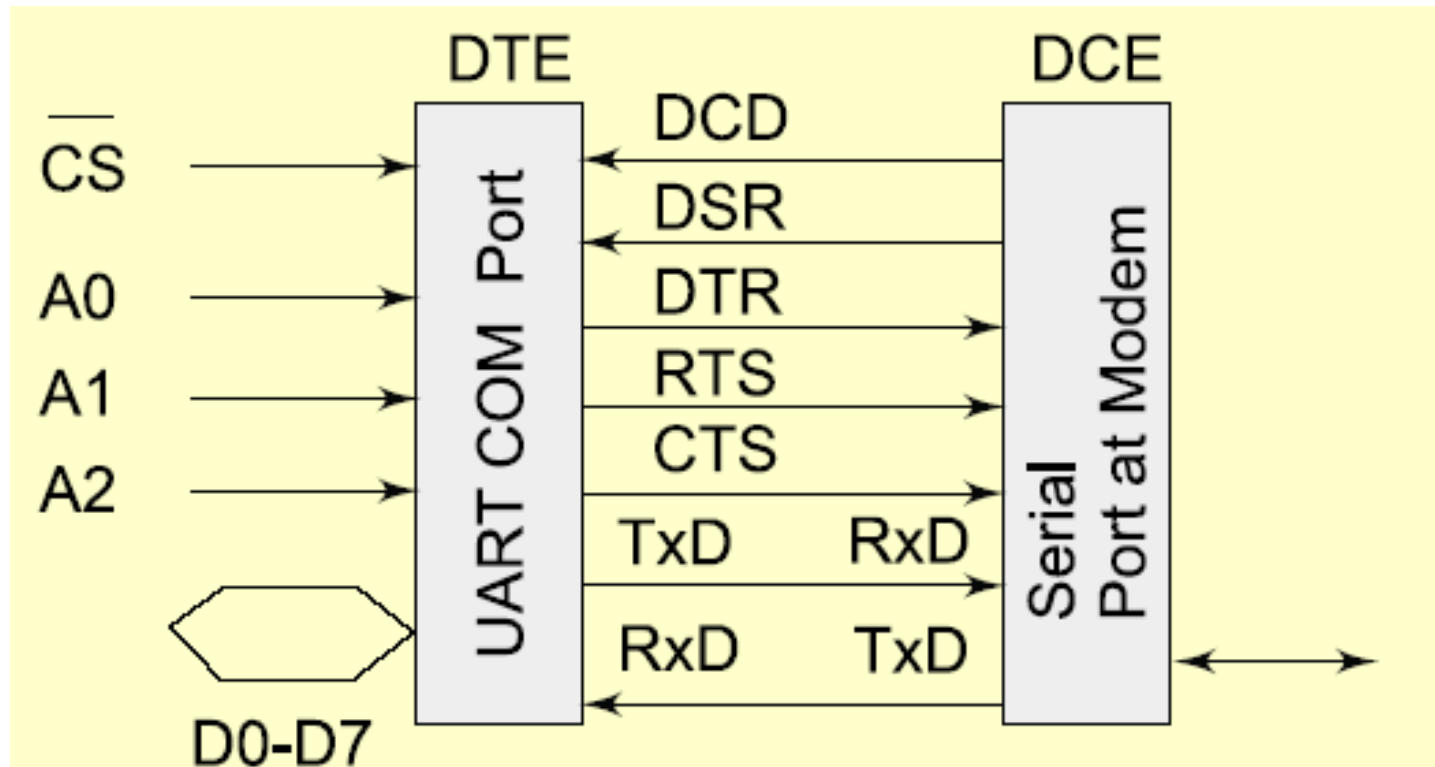 DTE
DCE
CS
A0
A1
A2
D0-D7
UART COM Port
DCD
DSR
DTR
RTS
CTS
TxD RxD
RxD TxD
Serial
Port at Modem